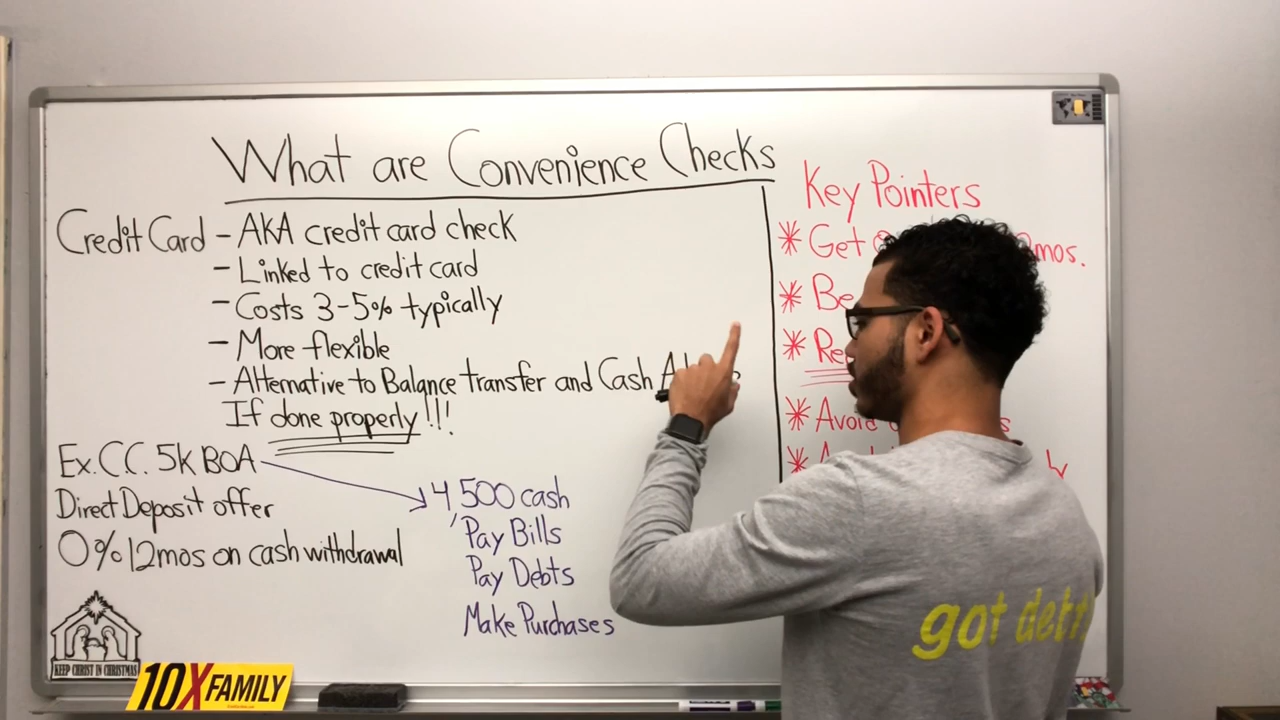 What are Convenience Checks
Credit Card - AKA credit card check
- Linked to credit card
- Costs 3-5% typically
- More flexible
- Alternative to Balance transfer and Cash
If done properly!!!
Ex. C.C. 5k BOA
Direct Deposit offer
0% 12mos on cash withdrawal
4,500 cash
Pay Bills
Pay Debts
Make Purchases
Key Pointers
* Get
mos.
* Be
*
* Avoid
*
KEEP CHRIST IN CHRISTMAS
10X FAMILY
got debt